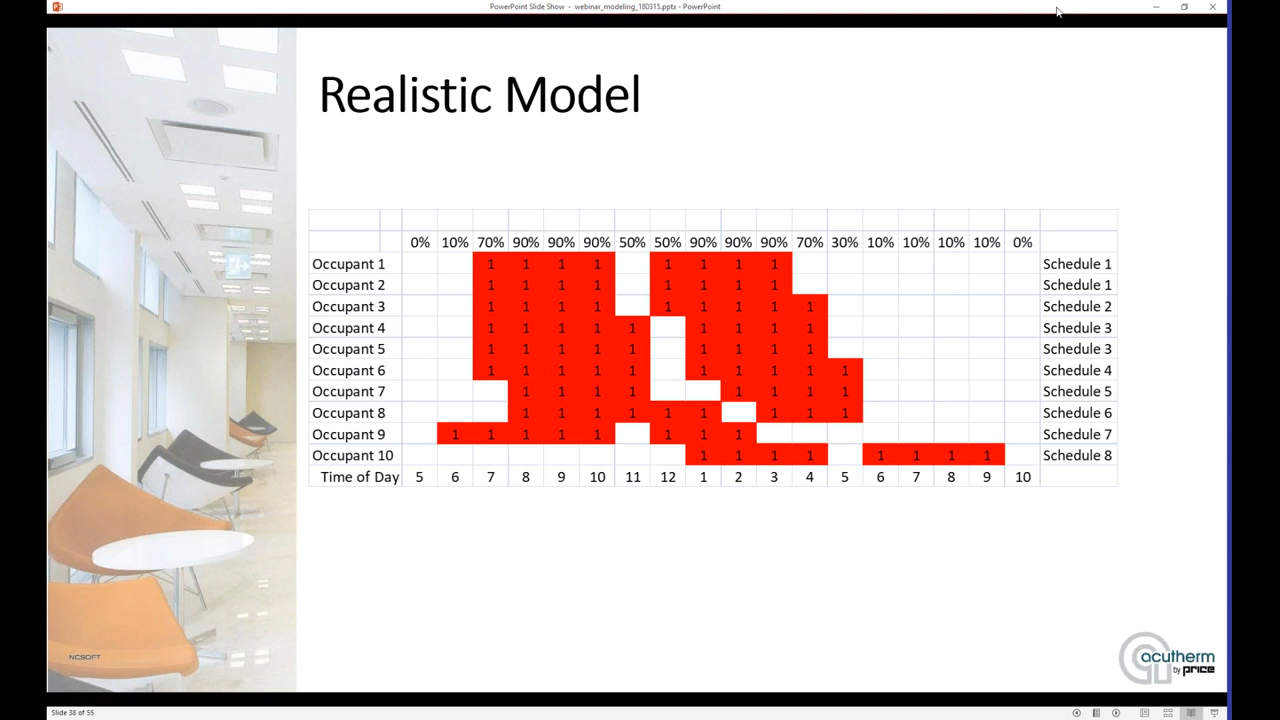 PowerPoint Slide Show - webinar_modeling_180315.pptx - PowerPoint
Realistic Model
0% 10% 70% 90% 90% 90% 50% 50% 90% 90% 90% 70% 30% 10% 10% 10% 10% 0%
Occupant 1 1 1 1 1 1 1 1 1 Schedule 1
Occupant 2 1 1 1 1 1 1 1 1 Schedule 1
Occupant 3 1 1 1 1 1 1 1 1 1 Schedule 2
Occupant 4 1 1 1 1 1 1 1 1 1 Schedule 3
Occupant 5 1 1 1 1 1 1 1 1 1 Schedule 3
Occupant 6 1 1 1 1 1 1 1 1 1 1 Schedule 4
Occupant 7 1 1 1 1 1 1 1 1 Schedule 5
Occupant 8 1 1 1 1 1 1 1 1 1 Schedule 6
Occupant 9 1 1 1 1 1 1 1 1 Schedule 7
Occupant 10 1 1 1 1 1 1 1 1 Schedule 8
Time of Day 5 6 7 8 9 10 11 12 1 2 3 4 5 6 7 8 9 10
NCSOFT
acutherm
by price
Slide 38 of 55